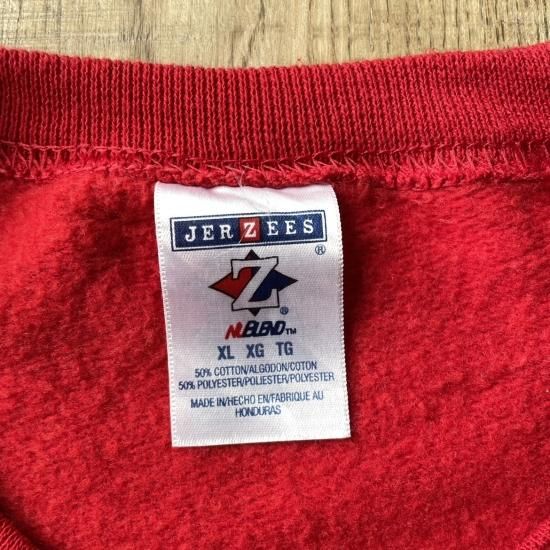 JERZEES
®
Z
®
NUBLEND™
XL XG TG
50% COTTON/ALGODON/COTON
50% POLYESTER/POLIESTER/POLYESTER
MADE IN/HECHO EN/FABRIQUE AU
HONDURAS